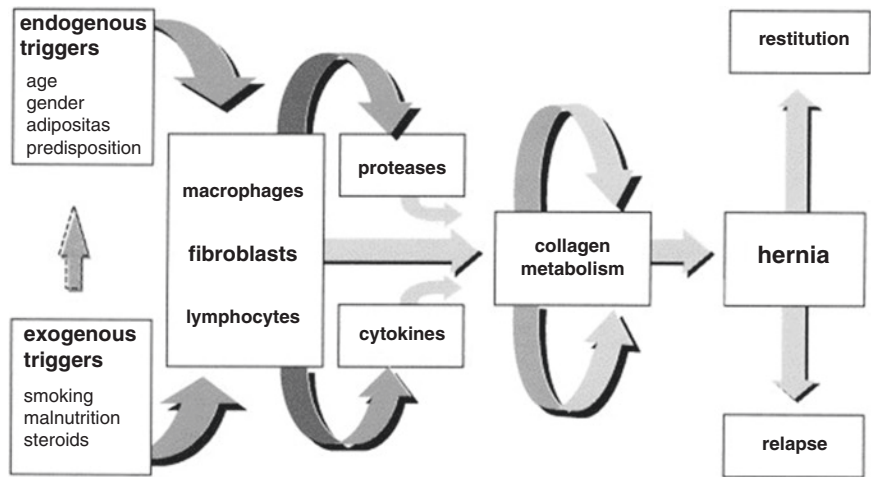 endogenous
triggers
age
gender
adipositas
predisposition
exogenous
triggers
smoking
malnutrition
steroids
macrophages
fibroblasts
lymphocytes
proteases
cytokines
collagen
metabolism
restitution
hernia
relapse